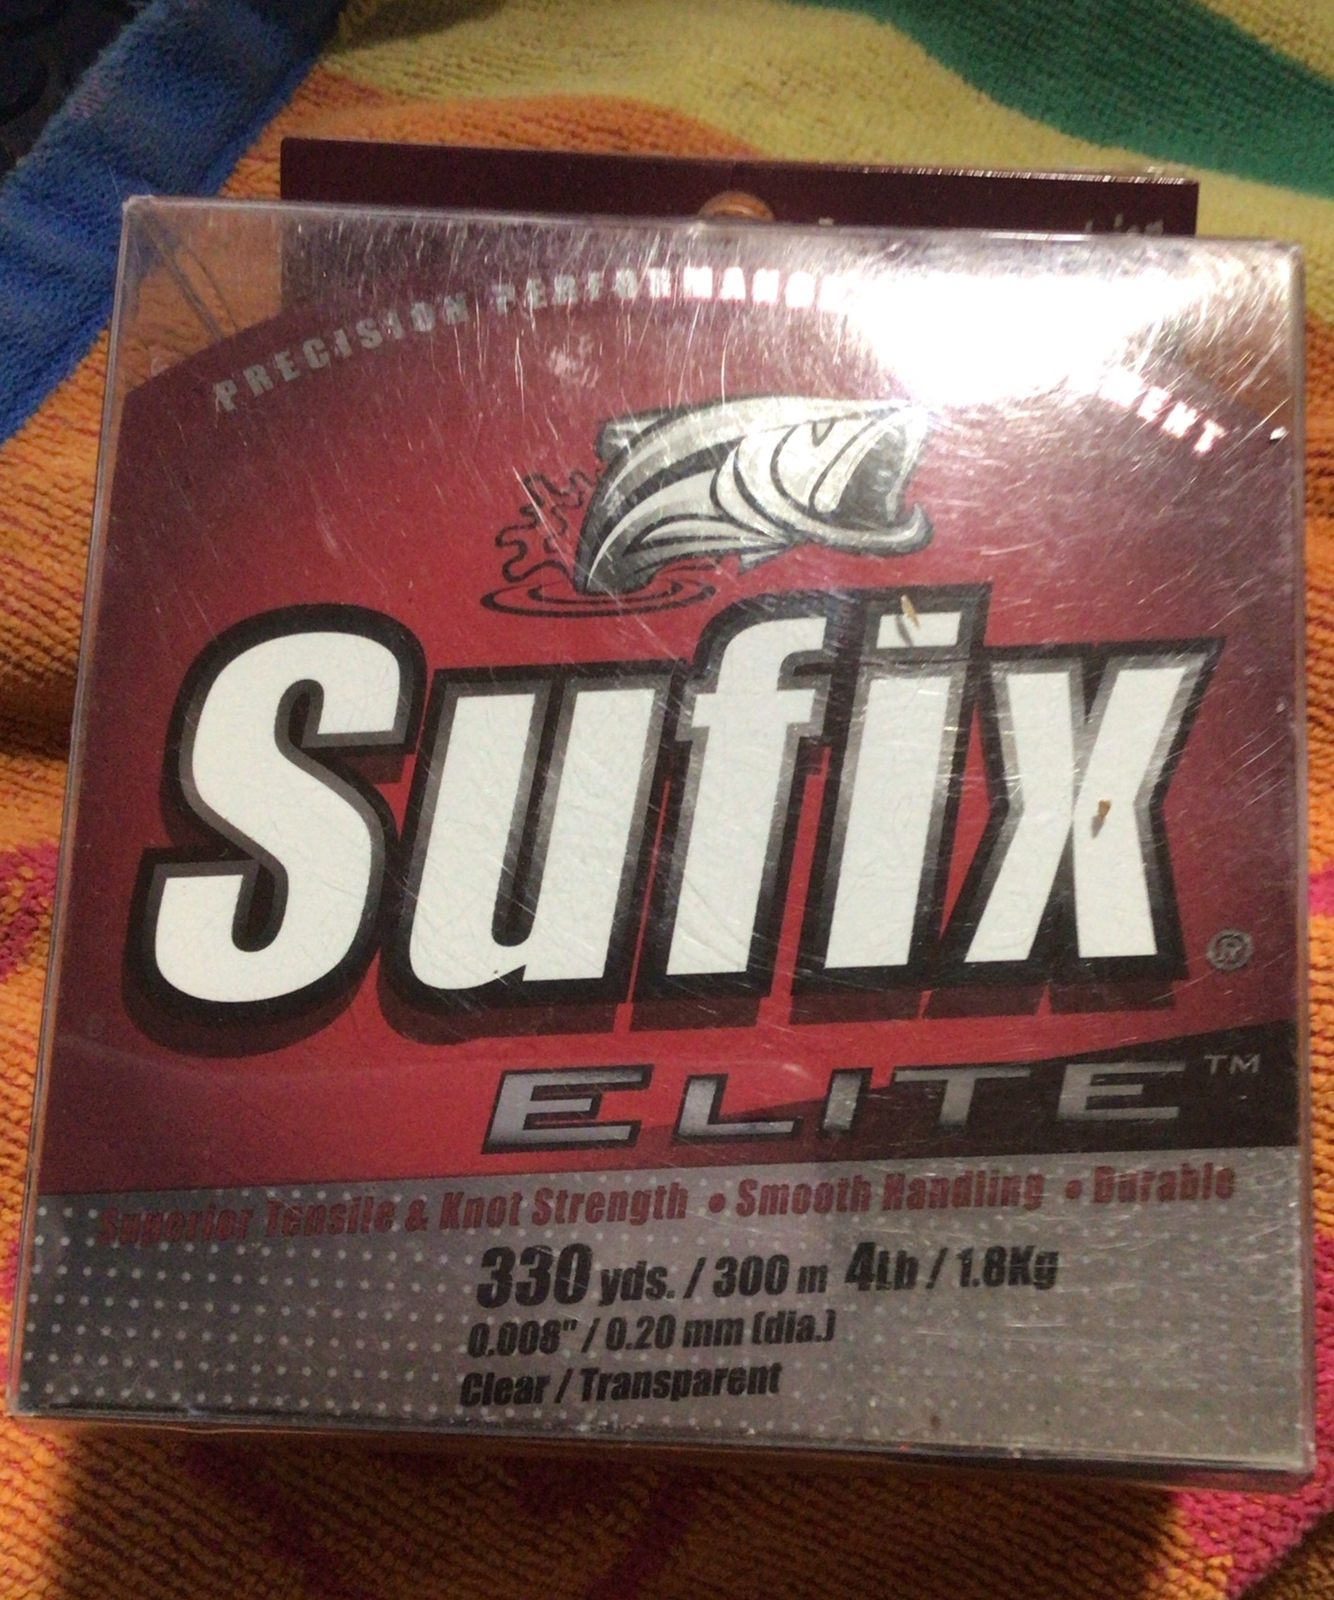 PRECISION PERFORMANCE
Sufix®
ELITE™
Superior Tensile & Knot Strength • Smooth Handling • Durable
330 yds. / 300 m 4Lb / 1.8Kg
0.008" / 0.20 mm (dia.)
Clear / Transparent